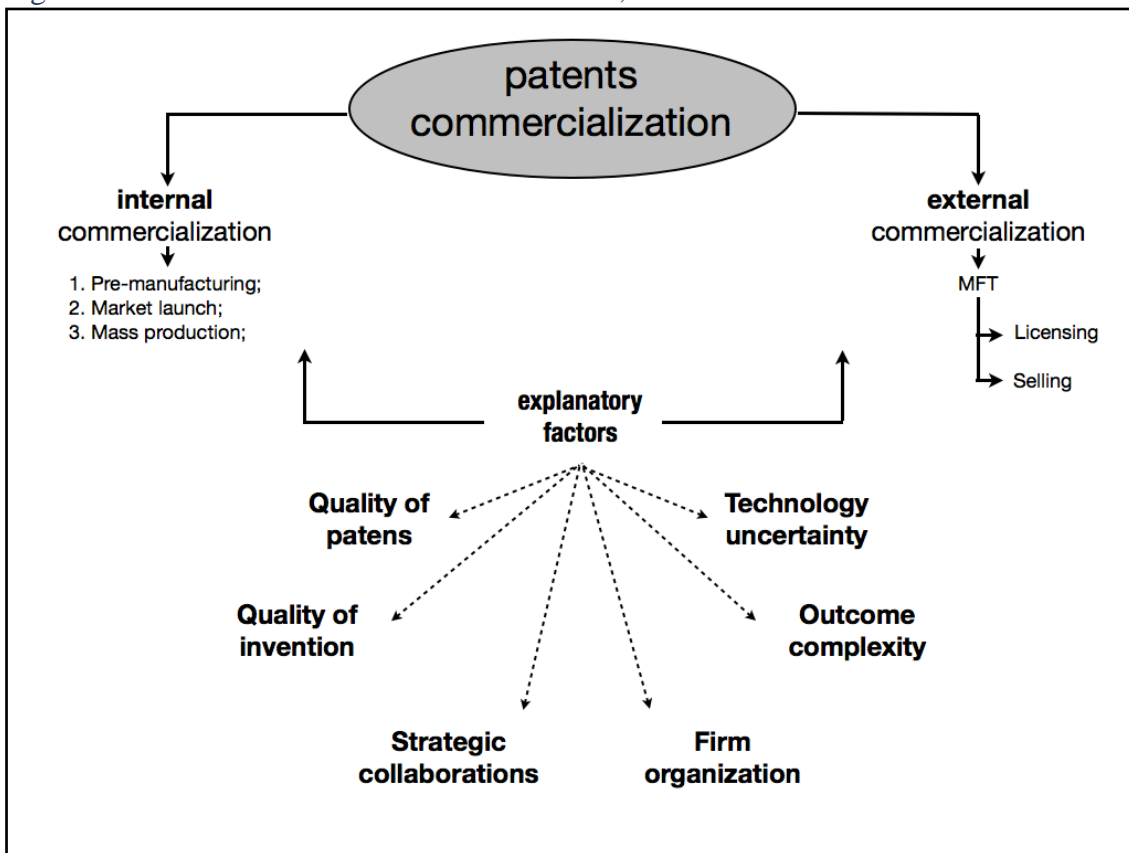 patents
commercialization
internal
commercialization
1. Pre-manufacturing;
2. Market launch;
3. Mass production;
external
commercialization
MFT
Licensing
Selling
explanatory
factors
Quality of
patens
Technology
uncertainty
Quality of
invention
Outcome
complexity
Strategic
collaborations
Firm
organization